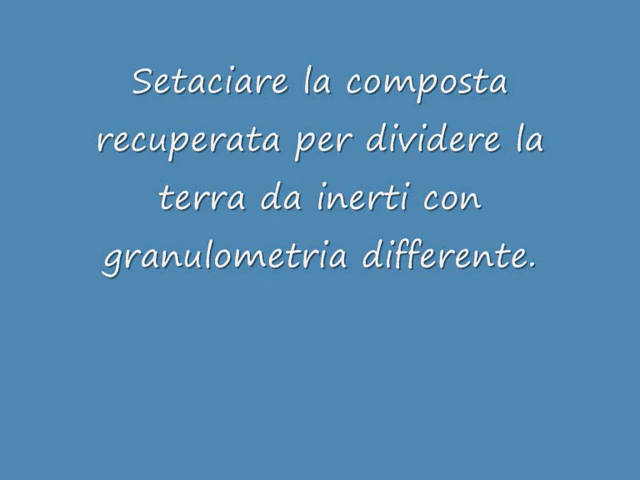 Setaciare la composta
recuperata per dividere la
terra da inerti con
granulometria differente.